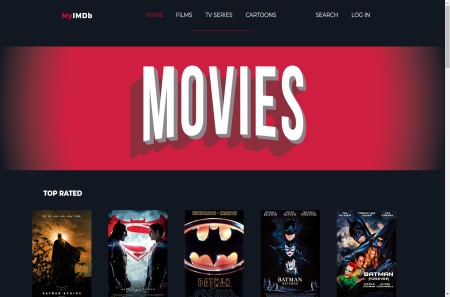 MyIMDb HOME FILMS TV SERIES CARTOONS SEARCH LOG IN
MOVIES
TOP RATED
BATMAN BEGINS
BATMAN
BATMAN
RETURNS
BATMAN
FOREVER